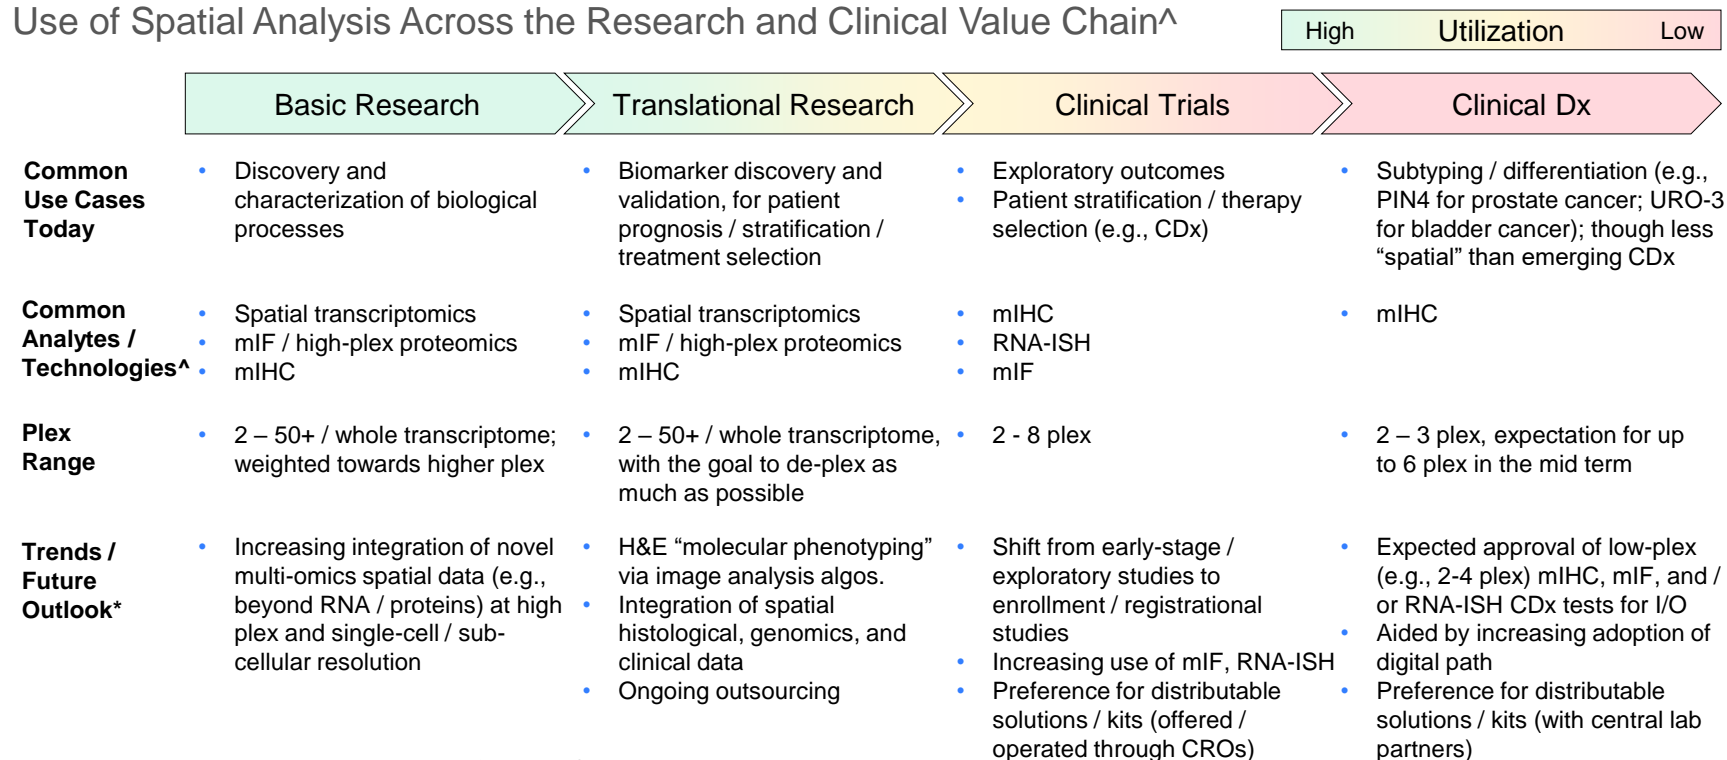 Use of Spatial Analysis Across the Research and Clinical Value Chain^
High Utilization Low
Basic Research
Translational Research
Clinical Trials
Clinical Dx
Common
Use Cases
Today
• Discovery and
characterization of biological
processes
• Biomarker discovery and
validation, for patient
prognosis / stratification /
treatment selection
• Exploratory outcomes
• Patient stratification / therapy
selection (e.g., CDx)
• Subtyping / differentiation (e.g.,
PIN4 for prostate cancer; URO-3
for bladder cancer); though less
“spatial” than emerging CDx
Common
Analytes /
Technologies^
• Spatial transcriptomics
• mIF / high-plex proteomics
• mIHC
• Spatial transcriptomics
• mIF / high-plex proteomics
• mIHC
• mIHC
• RNA-ISH
• mIF
• mIHC
Plex
Range
• 2 – 50+ / whole transcriptome;
weighted towards higher plex
• 2 – 50+ / whole transcriptome,
with the goal to de-plex as
much as possible
• 2 - 8 plex
• 2 – 3 plex, expectation for up
to 6 plex in the mid term
Trends /
Future
Outlook*
• Increasing integration of novel
multi-omics spatial data (e.g.,
beyond RNA / proteins) at high
plex and single-cell / sub-
cellular resolution
• H&E “molecular phenotyping”
via image analysis algos.
• Integration of spatial
histological, genomics, and
clinical data
• Ongoing outsourcing
• Shift from early-stage /
exploratory studies to
enrollment / registrational
studies
• Increasing use of mIF, RNA-ISH
• Preference for distributable
solutions / kits (offered /
operated through CROs)
• Expected approval of low-plex
(e.g., 2-4 plex) mIHC, mIF, and /
or RNA-ISH CDx tests for I/O
• Aided by increasing adoption of
digital path
• Preference for distributable
solutions / kits (with central lab
partners)